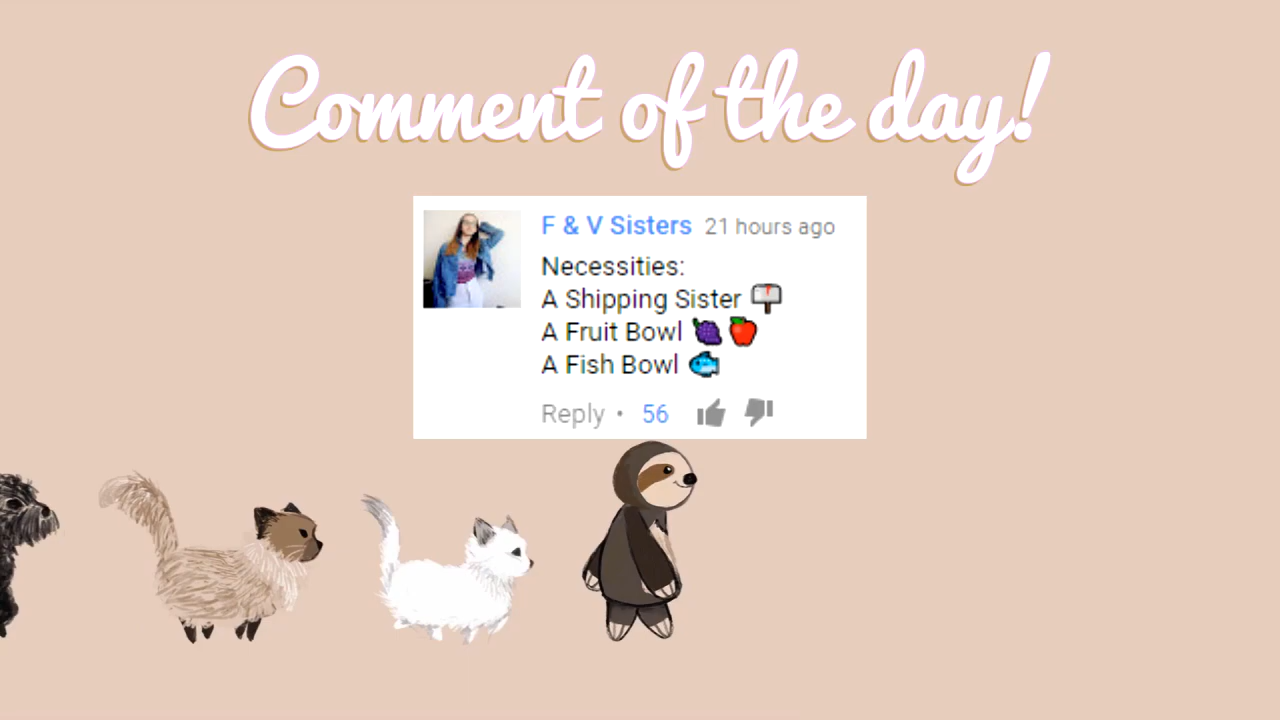 Comment of the day!
F & V Sisters 21 hours ago
Necessities:
A Shipping Sister
A Fruit Bowl 🍇🍎
A Fish Bowl 🐟
Reply • 56